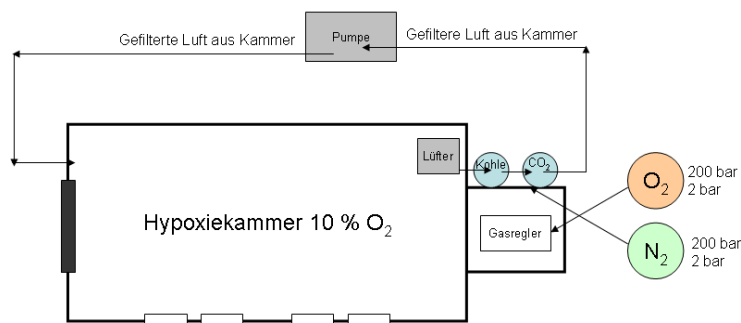 Gefilterte Luft aus Kammer
Pumpe
Gefiltere Luft aus Kammer
Lüfter
Kohle
CO₂
O₂
200 bar
2 bar
Hypoxiekammer 10 % O₂
Gasregler
N₂
200 bar
2 bar